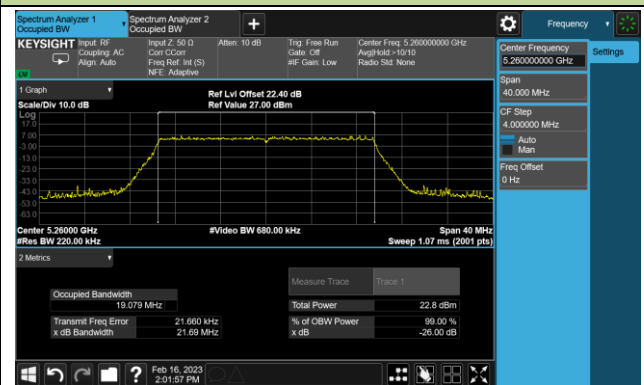 Spectrum Analyzer 1
Occupied BW
Spectrum Analyzer 2
Occupied BW
+
Frequency
KEYSIGHT
Input: RF
Coupling: AC
Align: Auto
Input Z: 50 Ω
Corr CCorr
Freq Ref: Int (S)
NFE: Adaptive
Atten: 10 dB
Trig: Free Run
Gate: Off
#IF Gain: Low
Center Freq: 5.260000000 GHz
Avg|Hold:>10/10
Radio Std: None
Center Frequency
5.260000000 GHz
Settings
Span
40.000 MHz
CF Step
4.000000 MHz
Auto
Man
Freq Offset
0 Hz
1 Graph
Scale/Div 10.0 dB
Ref Lvl Offset 22.40 dB
Ref Value 27.00 dBm
Log
17.0
7.00
-3.00
-13.0
-23.0
-33.0
-43.0
-53.0
-63.0
Center 5.26000 GHz
#Res BW 220.00 kHz
#Video BW 680.00 kHz
Span 40 MHz
Sweep 1.07 ms (2001 pts)
2 Metrics
Measure Trace
Trace 1
Occupied Bandwidth
19.079 MHz
Total Power
22.8 dBm
Transmit Freq Error
21.660 kHz
% of OBW Power
99.00 %
x dB Bandwidth
21.69 MHz
x dB
-26.00 dB
?
Feb 16, 2023
2:01:57 PM